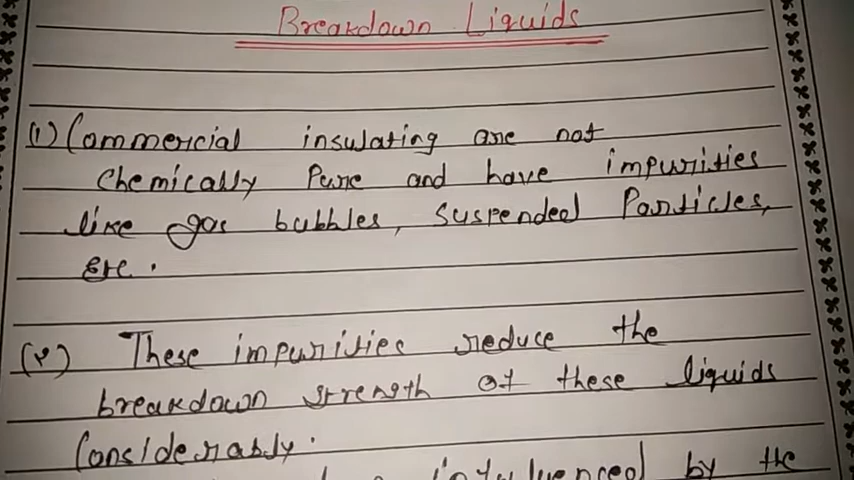 Breakdown Liquids
(1) Commercial insulating are not
Chemically Pure and have impurities
like gas bubbles, Suspended Particles,
etc.
(२) These impurities reduce the
breakdown strength of these liquids
Considerably.
influenced by the